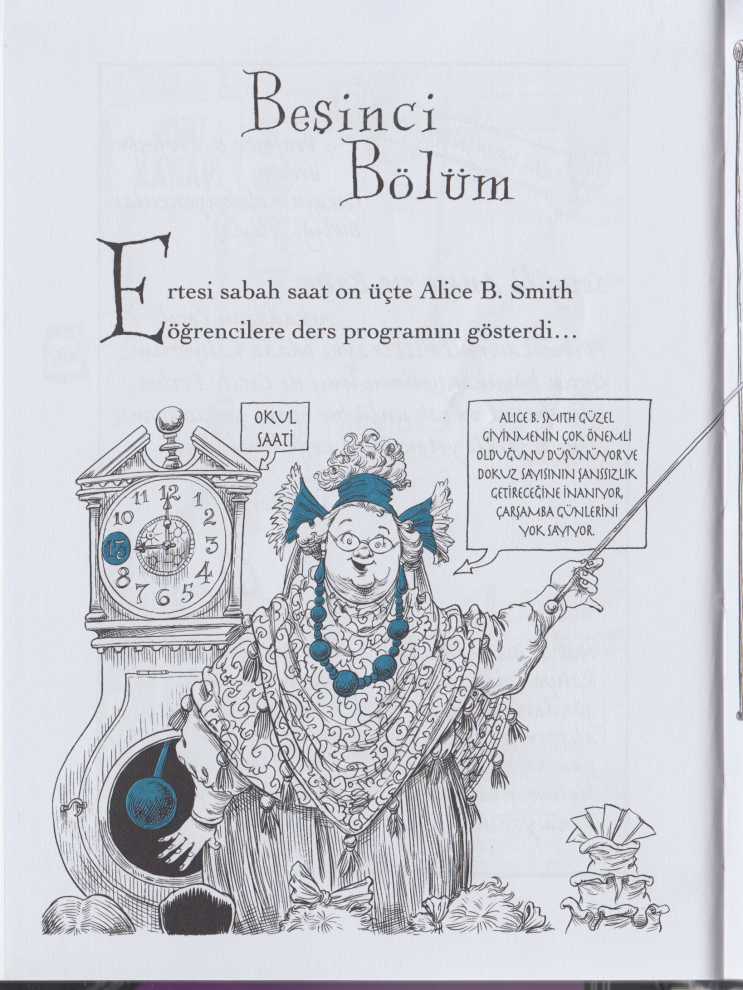 Beşinci
Bölüm
Ertesi sabah saat on üçte Alice B. Smith
öğrencilere ders programını gösterdi…
OKUL
SAATİ
ALICE B. SMITH GÜZEL
GİYİNMENİN ÇOK ÖNEMLİ
OLDUĞUNU DÜŞÜNÜYOR VE
DOKUZ SAYISININ ŞANSSIZLIK
GETİRECEĞİNE İNANIYOR,
ÇARŞAMBA GÜNLERİNİ
YOK SAYIYOR.
12
1
2
3
4
5
6
7
8
13
10
11